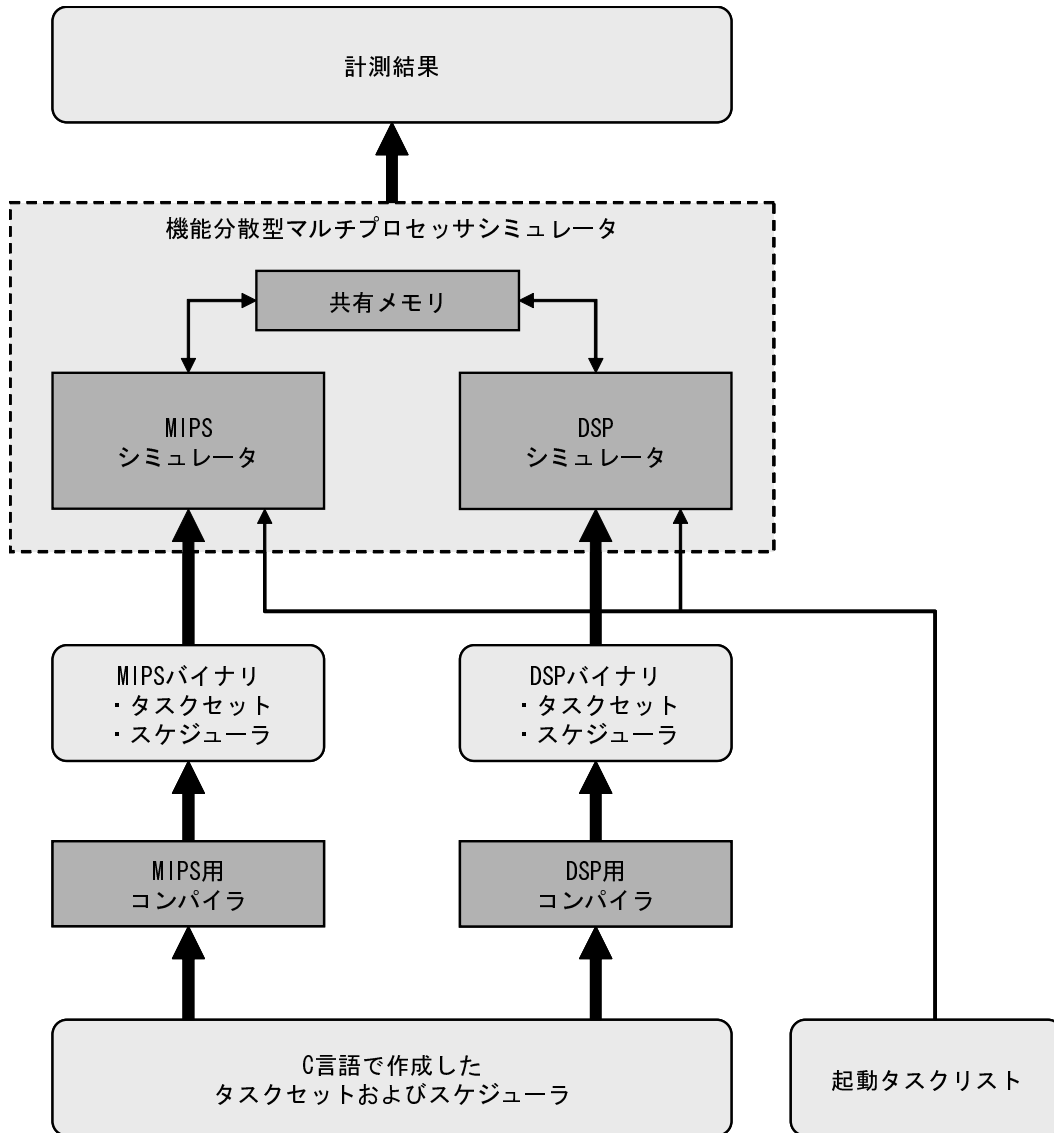 計測結果
機能分散型マルチプロセッサシミュレータ
共有メモリ
MIPS
シミュレータ
DSP
シミュレータ
MIPSバイナリ
・タスクセット
・スケジューラ
DSPバイナリ
・タスクセット
・スケジューラ
MIPS用
コンパイラ
DSP用
コンパイラ
C言語で作成した
タスクセットおよびスケジューラ
起動タスクリスト